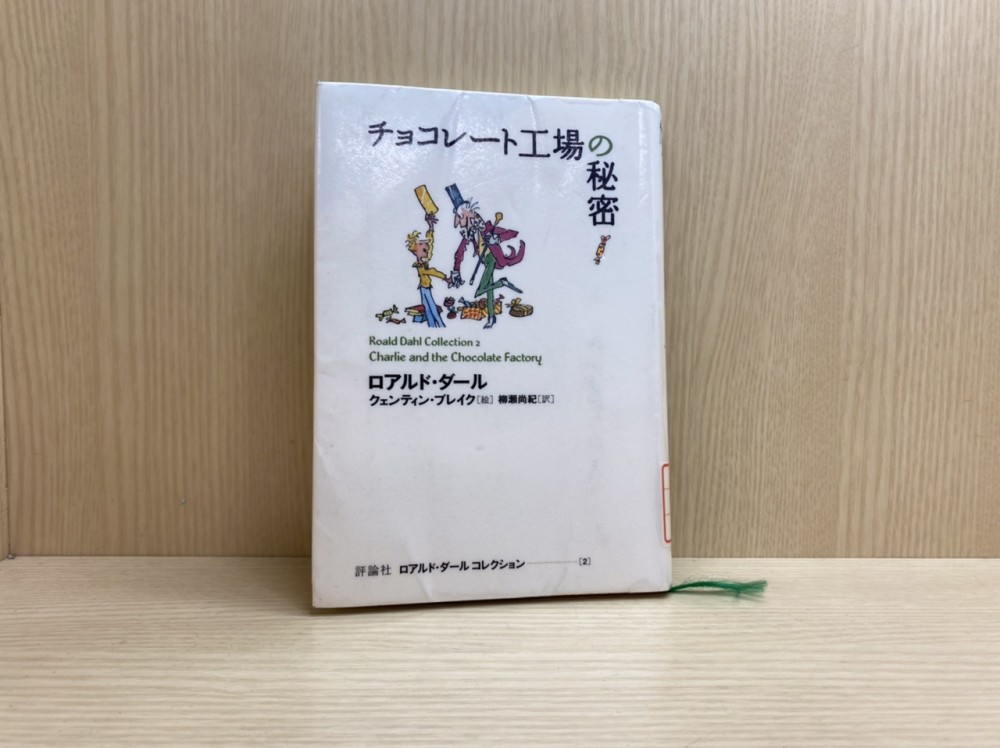 チョコレート工場の
秘密
Roald Dahl Collection 2
Charlie and the Chocolate Factory
ロアルド・ダール
クェンティン・ブレイク[絵] 柳瀬尚紀[訳]
評論社 ロアルド・ダール コレクション———[2]